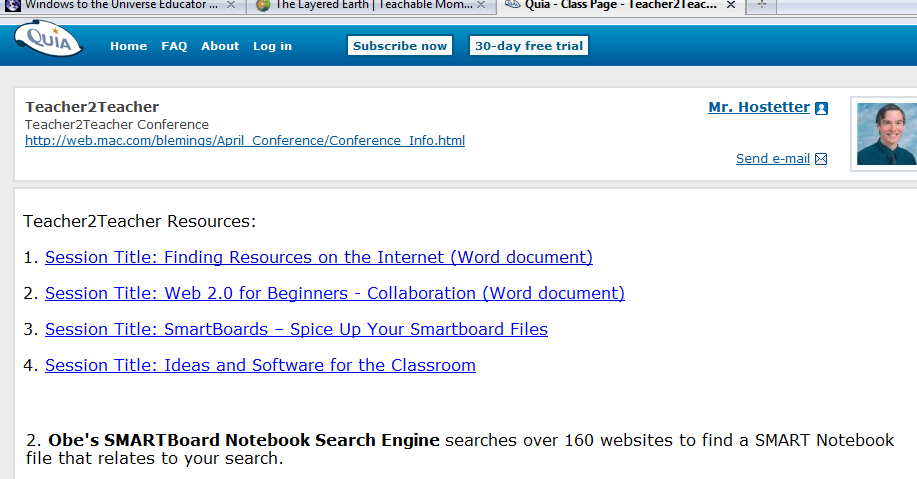 Windows to the Universe Educator ...
The Layered Earth | Teachable Mom...
Quia - Class Page - Teacher2Teac...
QUIA
Home FAQ About Log in Subscribe now 30-day free trial
Teacher2Teacher
Mr. Hostetter
Teacher2Teacher Conference
http://web.mac.com/blemings/April_Conference/Conference_Info.html
Send e-mail
Teacher2Teacher Resources:
1. Session Title: Finding Resources on the Internet (Word document)
2. Session Title: Web 2.0 for Beginners - Collaboration (Word document)
3. Session Title: SmartBoards – Spice Up Your Smartboard Files
4. Session Title: Ideas and Software for the Classroom
2. Obe's SMARTBoard Notebook Search Engine searches over 160 websites to find a SMART Notebook
file that relates to your search.